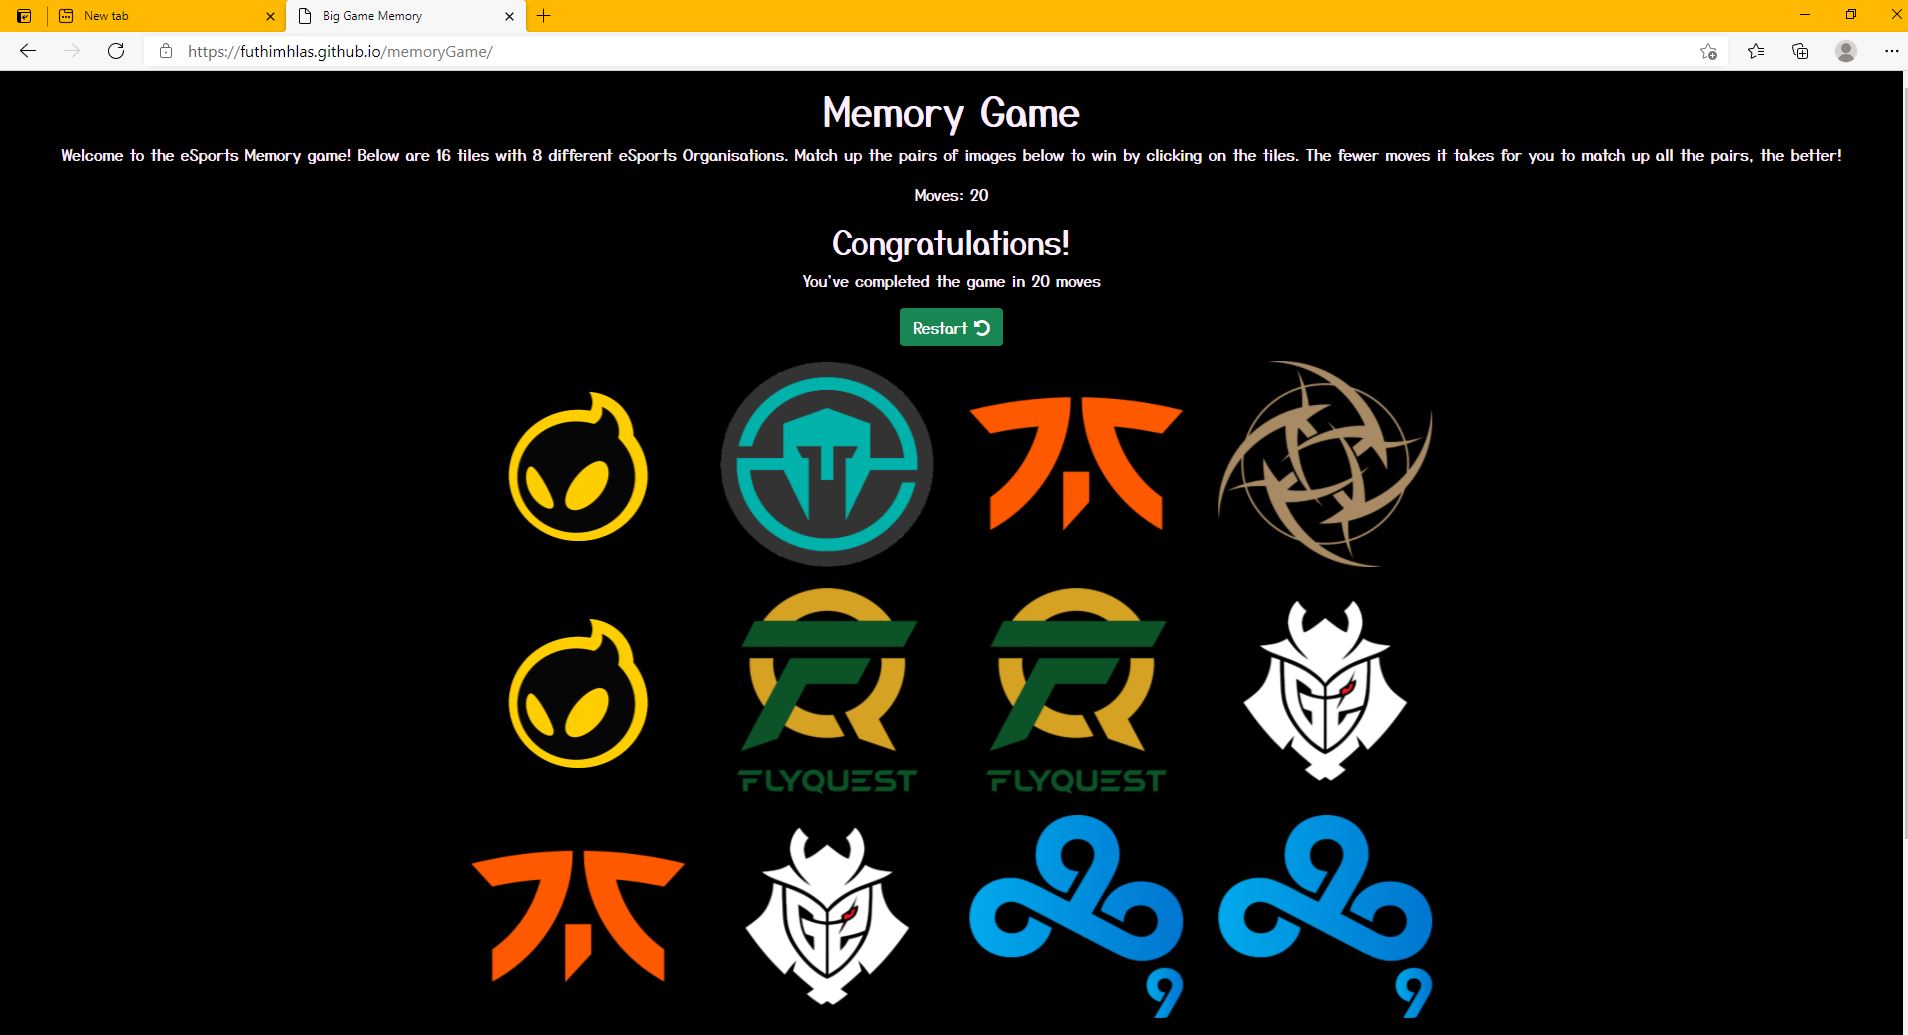 New tab
Big Game Memory
https://futhimhlas.github.io/memoryGame/
Memory Game
Welcome to the eSports Memory game! Below are 16 tiles with 8 different eSports Organisations. Match up the pairs of images below to win by clicking on the tiles. The fewer moves it takes for you to match up all the pairs, the better!
Moves: 20
Congratulations!
You've completed the game in 20 moves
Restart
FLYQUEST
FLYQUEST
G2
G2
9
9